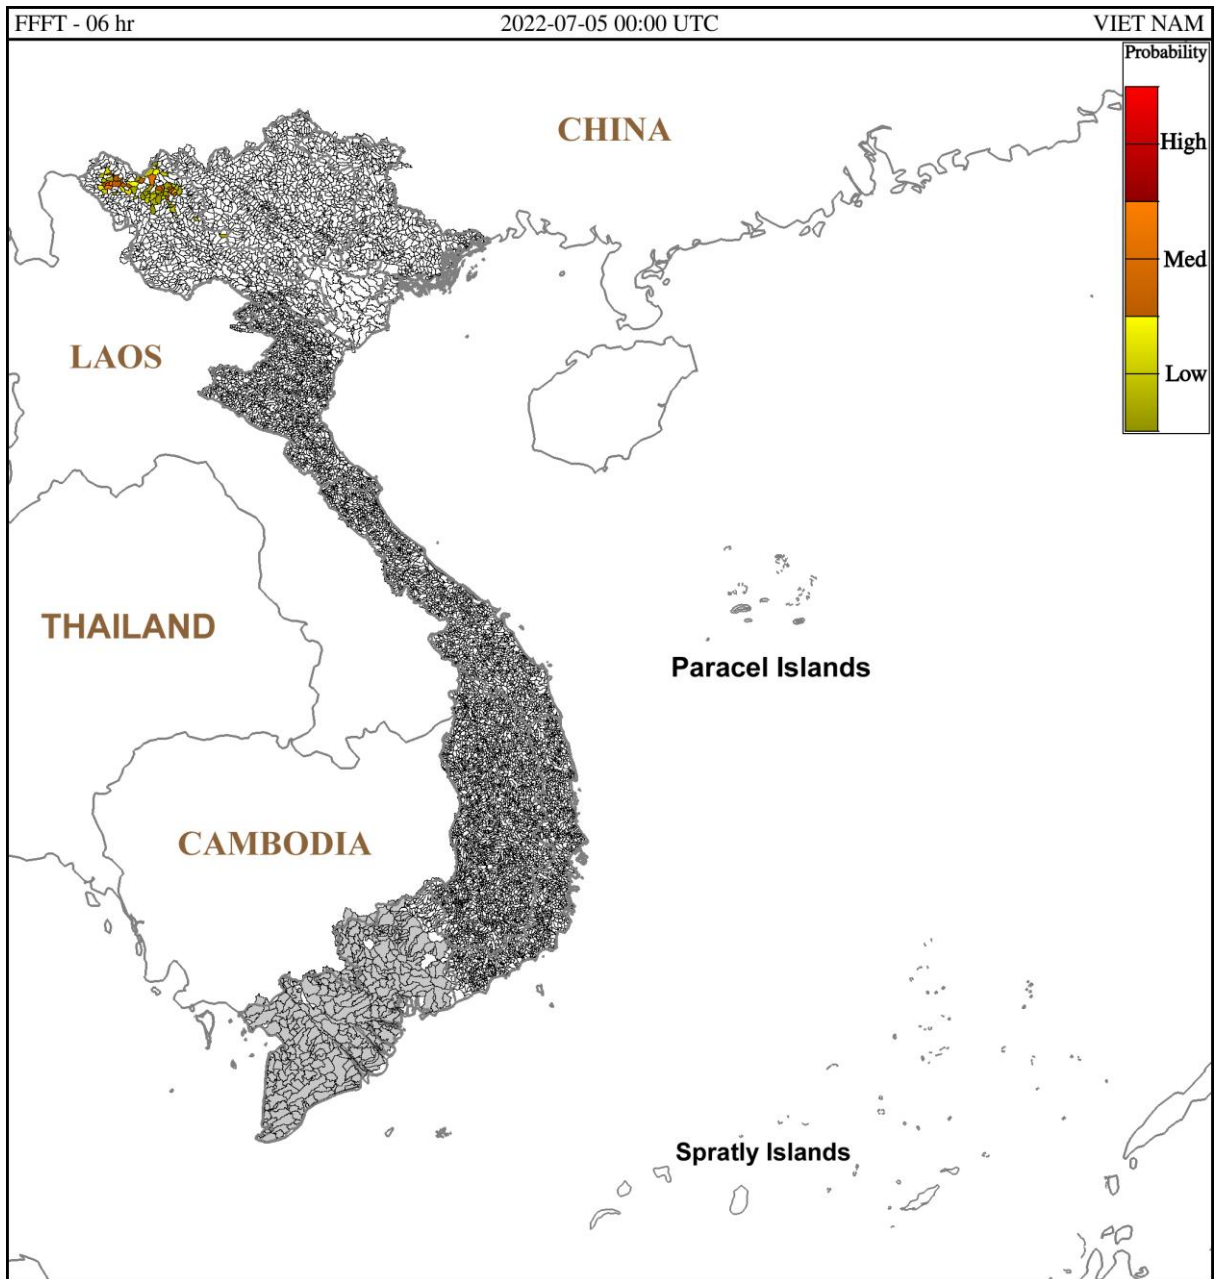 FFFT - 06 hr 2022-07-05 00:00 UTC VIET NAM
Probability
CHINA
High
Med
LAOS
Low
THAILAND
Paracel Islands
CAMBODIA
Spratly Islands